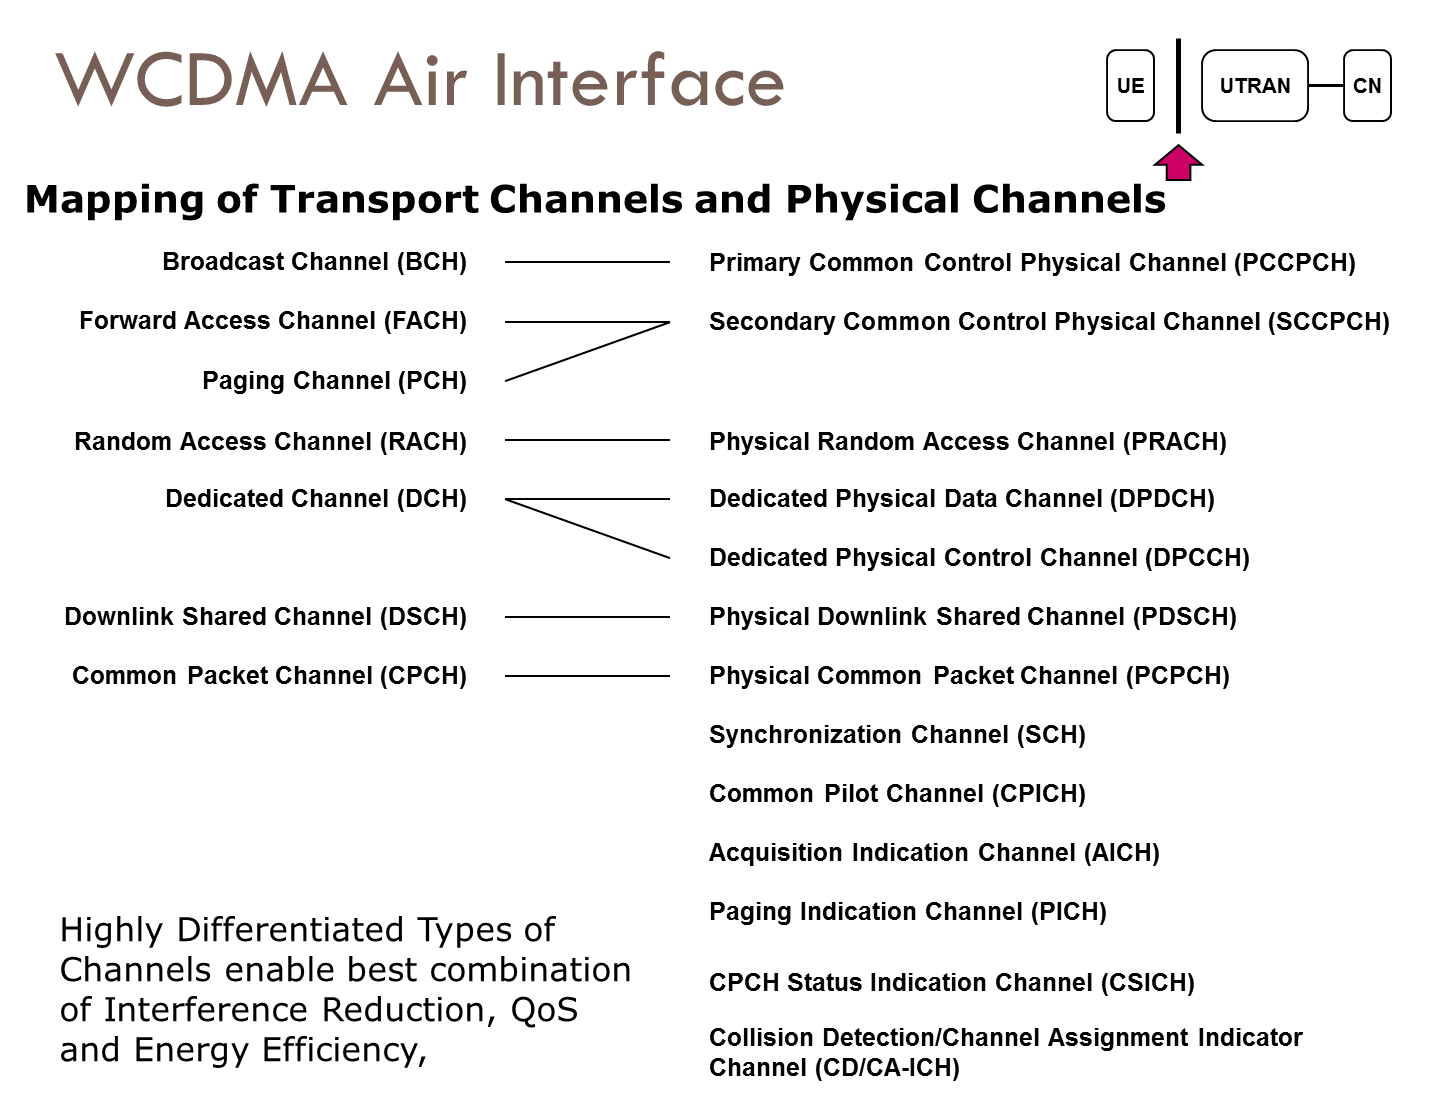 WCDMA Air Interface
UE
UTRAN
CN
Mapping of Transport Channels and Physical Channels
Broadcast Channel (BCH)
Primary Common Control Physical Channel (PCCPCH)
Forward Access Channel (FACH)
Secondary Common Control Physical Channel (SCCPCH)
Paging Channel (PCH)
Random Access Channel (RACH)
Physical Random Access Channel (PRACH)
Dedicated Channel (DCH)
Dedicated Physical Data Channel (DPDCH)
Dedicated Physical Control Channel (DPCCH)
Downlink Shared Channel (DSCH)
Physical Downlink Shared Channel (PDSCH)
Common Packet Channel (CPCH)
Physical Common Packet Channel (PCPCH)
Synchronization Channel (SCH)
Common Pilot Channel (CPICH)
Acquisition Indication Channel (AICH)
Paging Indication Channel (PICH)
CPCH Status Indication Channel (CSICH)
Collision Detection/Channel Assignment Indicator
Channel (CD/CA-ICH)
Highly Differentiated Types of
Channels enable best combination
of Interference Reduction, QoS
and Energy Efficiency,